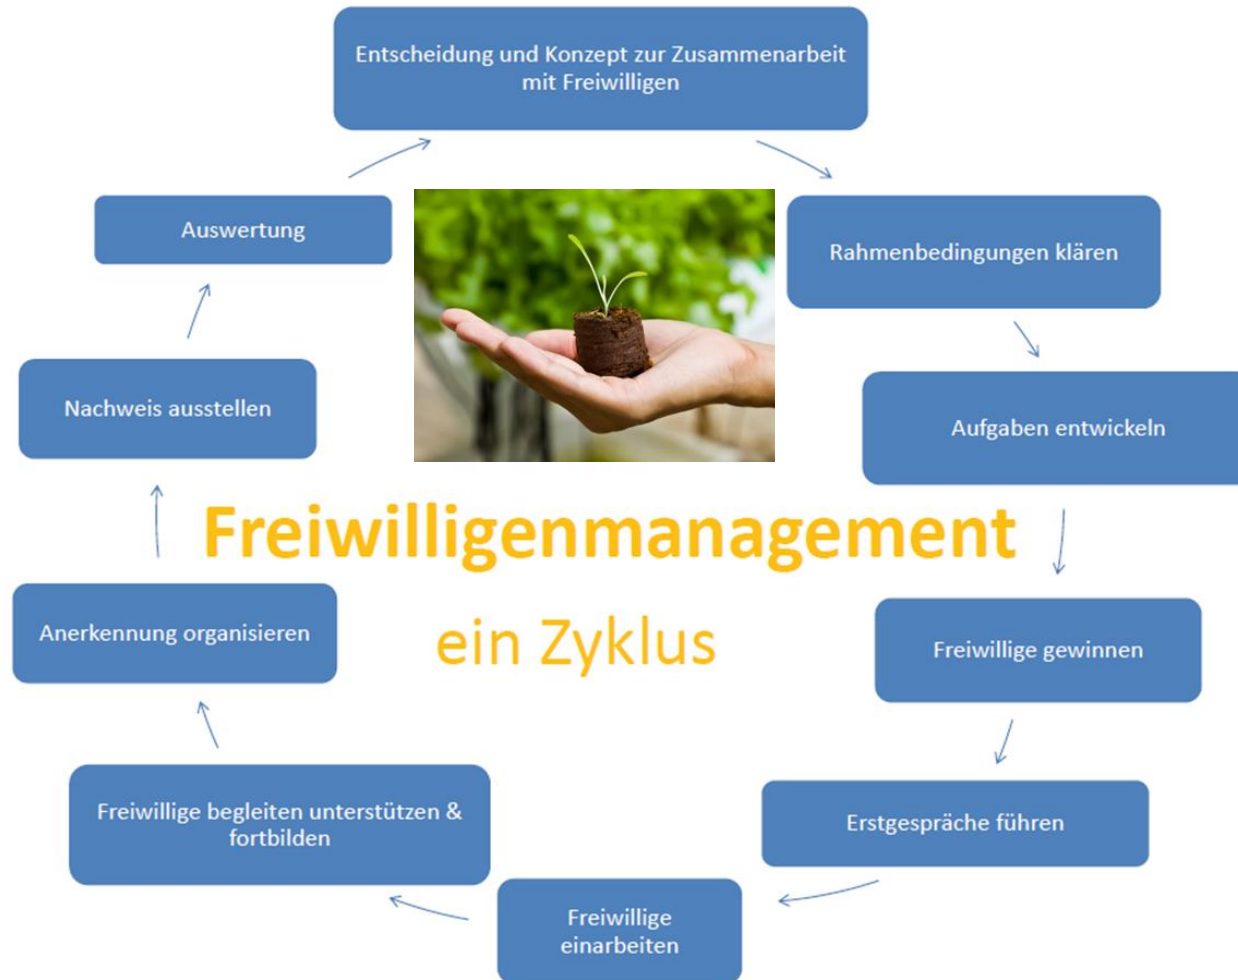 Entscheidung und Konzept zur Zusammenarbeit
mit Freiwilligen
Rahmenbedingungen klären
Aufgaben entwickeln
Freiwillige gewinnen
Erstgespräche führen
Freiwillige
einarbeiten
Freiwillige begleiten unterstützen &
fortbilden
Anerkennung organisieren
Nachweis ausstellen
Auswertung
Freiwilligenmanagement
ein Zyklus